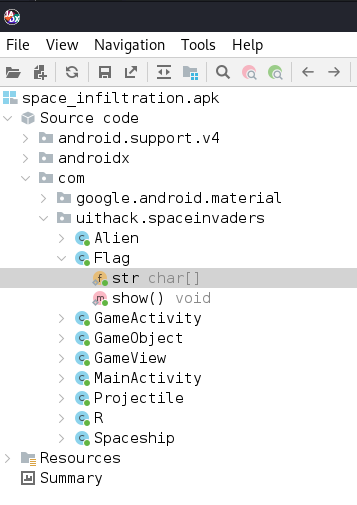 File View Navigation Tools Help
space_infiltration.apk
Source code
android.support.v4
androidx
com
google.android.material
uithack.spaceinvaders
Alien
Flag
str char[]
show() void
GameActivity
GameObject
GameView
MainActivity
Projectile
R
Spaceship
Resources
Summary